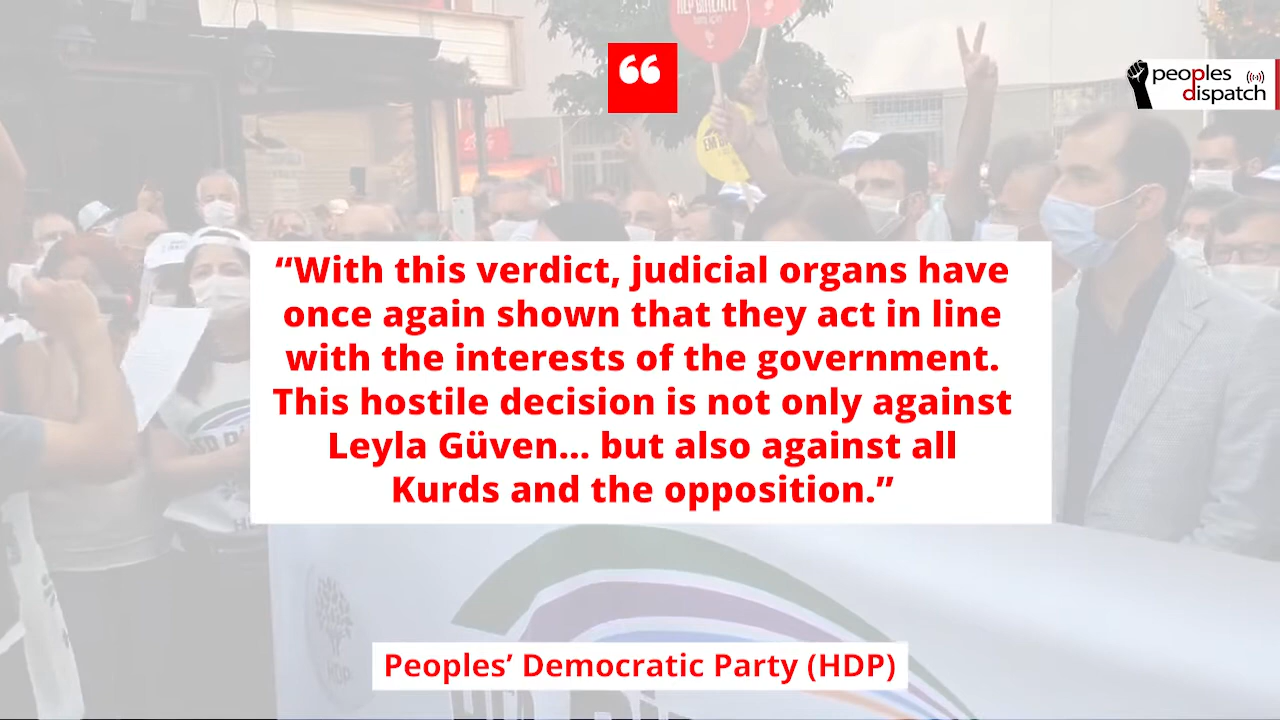 peoples
dispatch
“With this verdict, judicial organs have
once again shown that they act in line
with the interests of the government.
This hostile decision is not only against
Leyla Güven... but also against all
Kurds and the opposition.”
HDP
Peoples’ Democratic Party (HDP)